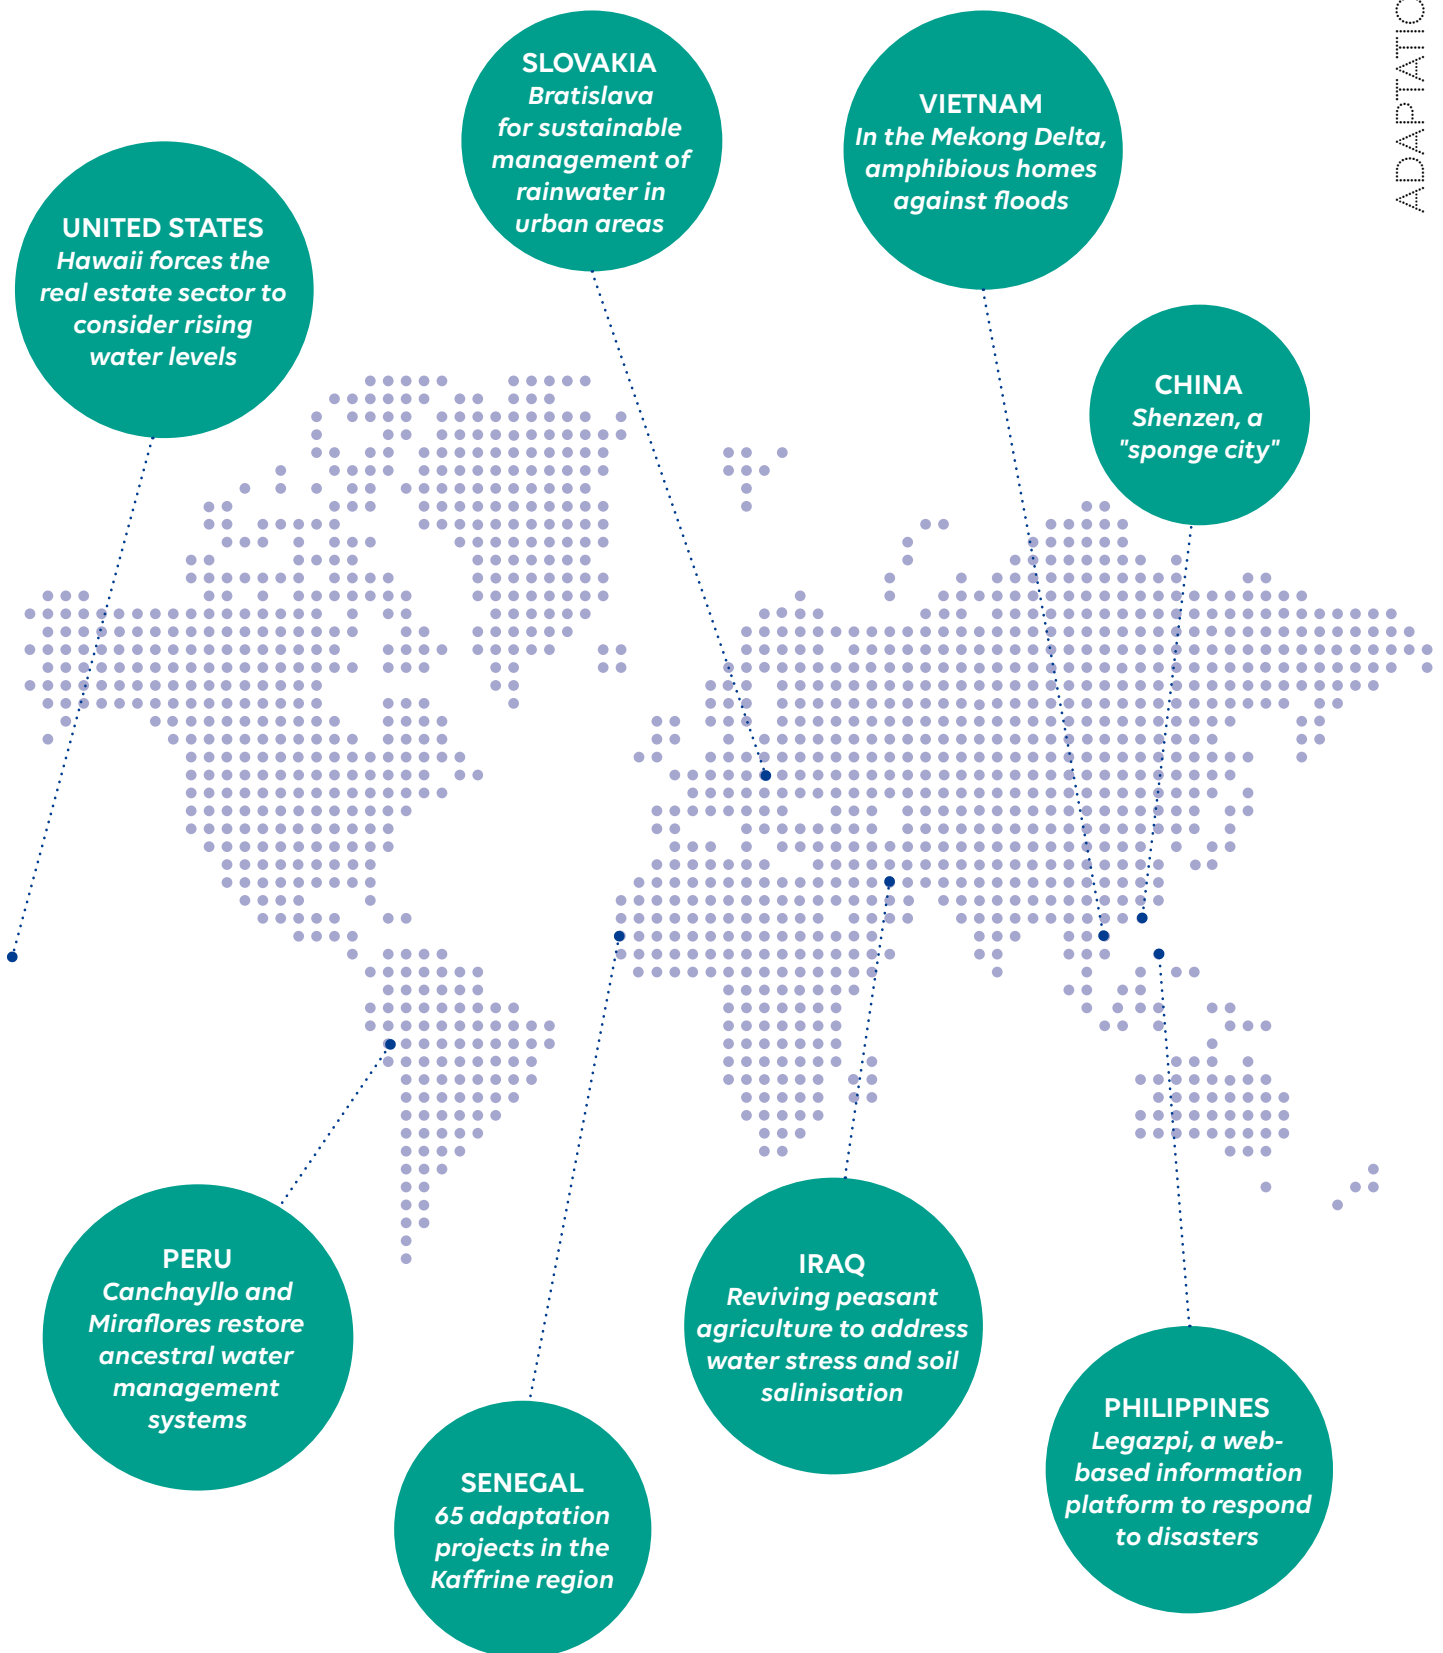 ADAPTATIO
SLOVAKIA
Bratislava
for sustainable
management of
rainwater in
urban areas
VIETNAM
In the Mekong Delta,
amphibious homes
against floods
UNITED STATES
Hawaii forces the
real estate sector to
consider rising
water levels
CHINA
Shenzen, a
"sponge city"
PERU
Canchayllo and
Miraflores restore
ancestral water
management
systems
IRAQ
Reviving peasant
agriculture to address
water stress and soil
salinisation
SENEGAL
65 adaptation
projects in the
Kaffrine region
PHILIPPINES
Legazpi, a web-
based information
platform to respond
to disasters